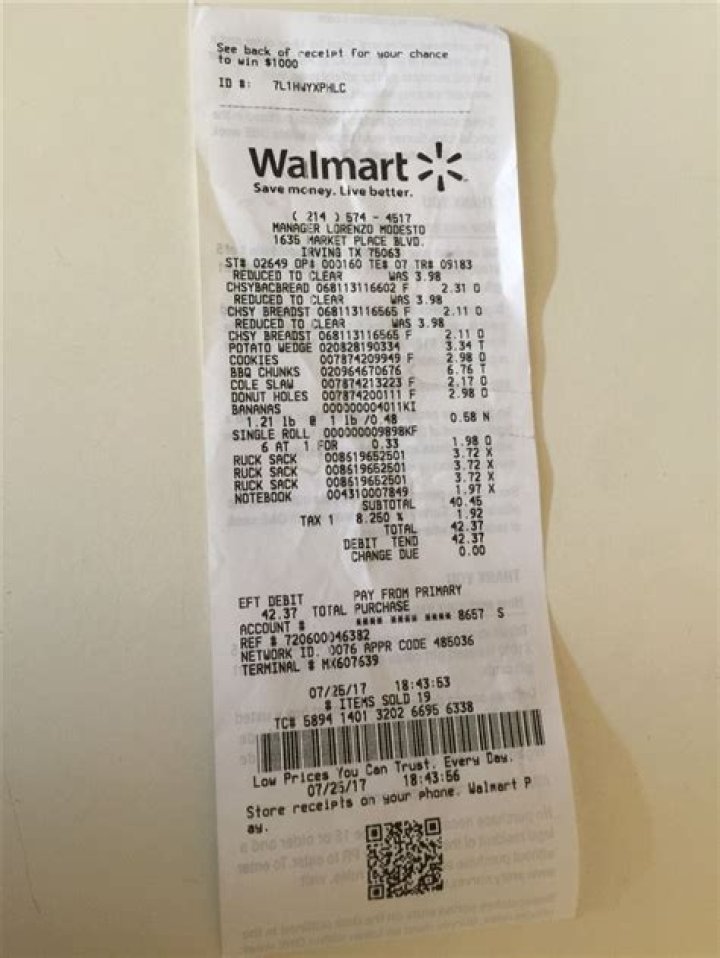 See back of receipt for your chance
to win $1000
ID #: 7L1HWYXPHLC
Walmart
Save money. Live better.
( 214 ) 574 - 4517
MANAGER LORENZO MODESTO
1635 MARKET PLACE BLVD.
IRVING TX 75063
ST# 02649 OP# 000160 TE# 07 TR# 09183
REDUCED TO CLEAR WAS 3.98
CHSYBACBREAD 068113116602 F 2.31 O
REDUCED TO CLEAR WAS 3.98
CHSY BREADST 068113116565 F 2.11 O
REDUCED TO CLEAR WAS 3.98
CHSY BREADST 068113116565 F 2.11 O
POTATO WEDGE 020828190334 3.34 T
COOKIES 007874209949 F 2.98 O
BBQ CHUNKS 020964670676 6.76 T
COLE SLAW 007874213223 F 2.17 O
DONUT HOLES 007874200111 F 2.98 O
BANANAS 000000004011KI
1.21 lb @ 1 lb /0.48 0.58 N
SINGLE ROLL 000000009898KF
6 AT 1 FOR 0.33 1.98 O
RUCK SACK 008619652501 3.72 X
RUCK SACK 008619652501 3.72 X
RUCK SACK 008619652501 3.72 X
NOTEBOOK 004310007849 1.97 X
SUBTOTAL 40.45
TAX 1 8.250 % 1.92
TOTAL 42.37
DEBIT TEND 42.37
CHANGE DUE 0.00
EFT DEBIT PAY FROM PRIMARY
42.37 TOTAL PURCHASE
ACCOUNT # **** **** **** 8657 S
REF # 720600346382
NETWORK ID. 0076 APPR CODE 485036
TERMINAL # MX607639
07/25/17 18:43:53
# ITEMS SOLD 19
TC# 5894 1401 3202 6695 6338
Low Prices You Can Trust. Every Day.
07/25/17 18:43:56
Store receipts on your phone. Walmart P
ay.